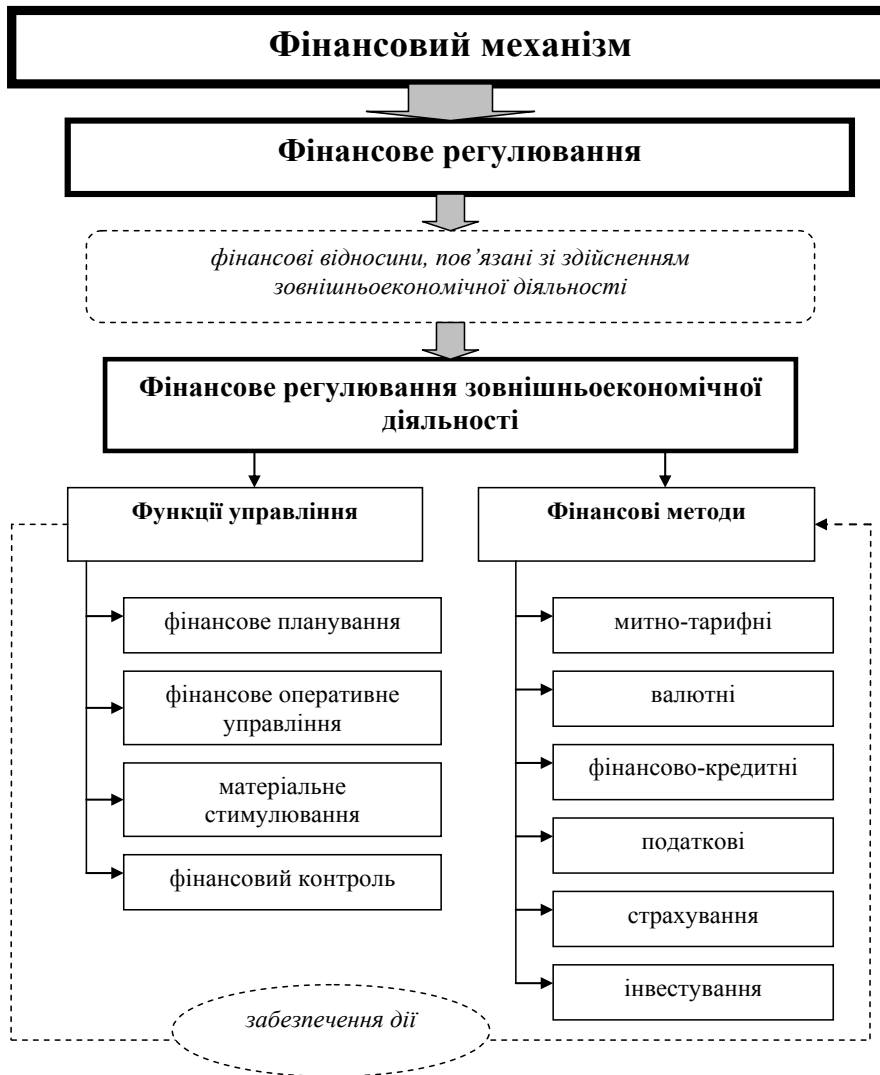 Фінансовий механізм
Фінансове регулювання
фінансові відносини, пов’язані зі здійсненням
зовнішньоекономічної діяльності
Фінансове регулювання зовнішньоекономічної
діяльності
Функції управління
фінансове планування
фінансове оперативне
управління
матеріальне
стимулювання
фінансовий контроль
Фінансові методи
митно-тарифні
валютні
фінансово-кредитні
податкові
страхування
інвестування
забезпечення дії